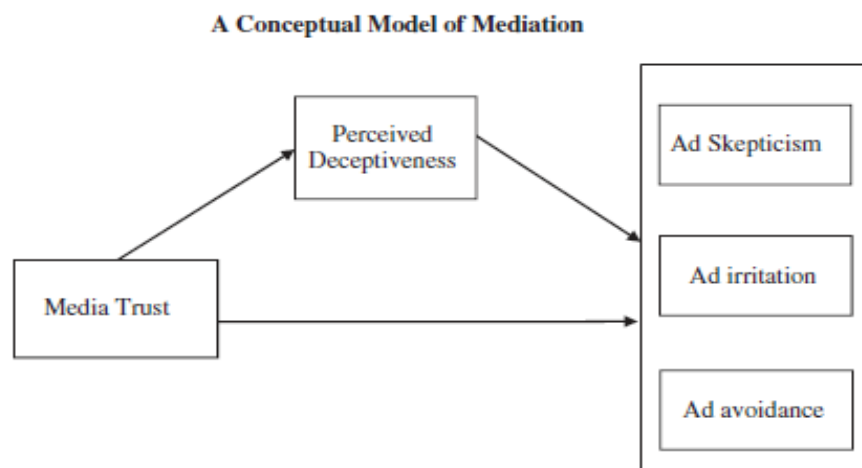 A Conceptual Model of Mediation
Perceived
Deceptiveness
Ad Skepticism
Media Trust
Ad irritation
Ad avoidance